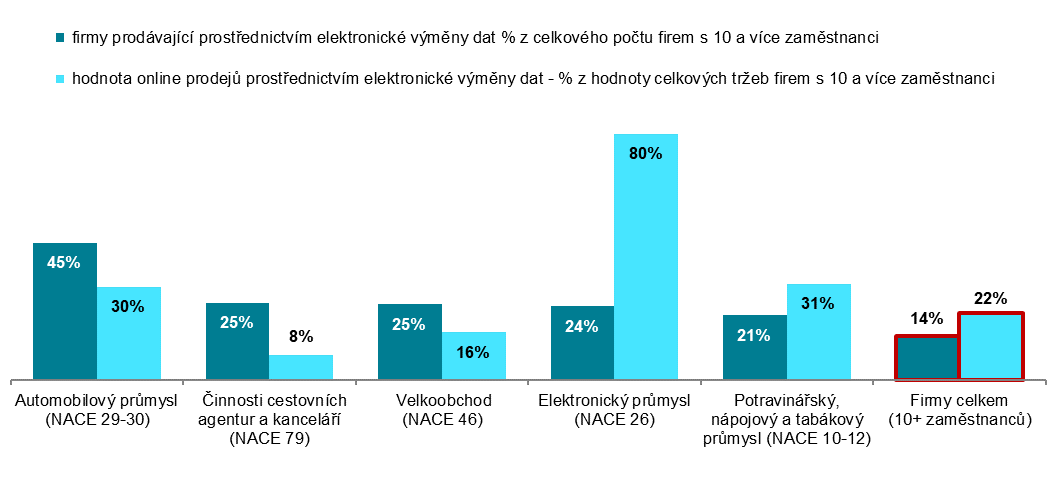 firmy prodávající prostřednictvím elektronické výměny dat % z celkového počtu firem s 10 a více zaměstnanci
hodnota online prodejů prostřednictvím elektronické výměny dat - % z hodnoty celkových tržeb firem s 10 a více zaměstnanci
45%
30%
25%
8%
25%
16%
24%
80%
21%
31%
14%
22%
Automobilový průmysl
(NACE 29-30)
Činnosti cestovních
agentur a kanceláří
(NACE 79)
Velkoobchod
(NACE 46)
Elektronický průmysl
(NACE 26)
Potravinářský,
nápojový a tabákový
průmysl (NACE 10-12)
Firmy celkem
(10+ zaměstnanců)